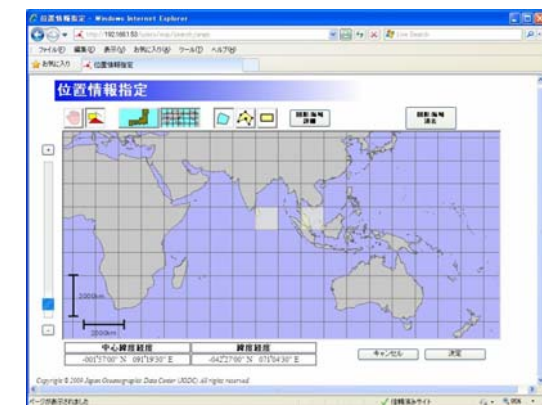 位置情報指定 - Windows Internet Explorer
Live Search
ファイル(F) 編集(E) 表示(V) お気に入り(A) ツール(T) ヘルプ(H)
お気に入り 位置情報指定
位置情報指定
2000km
2000km
中心緯度経度 緯度経度
-001°57'00" N 091°19'30" E -042°27'00" N 071°04'30" E
キャンセル 決定
Copyright © 2009 Japan Oceanographic Data Center (JODC). All rights reserved
ページが表示されました 信頼済みサイト